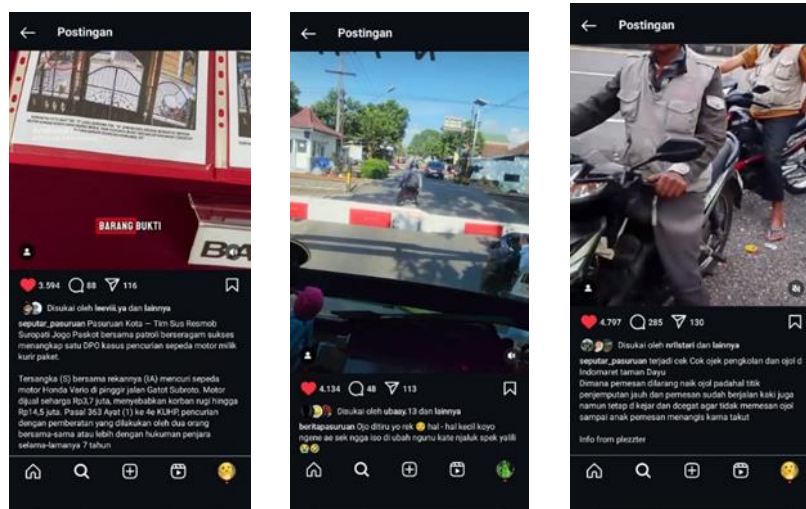 Postingan
BARANG BUKTI
3.594 88 116
Disukai oleh leeviii.ya dan lainnya
seputar_pasuruan Pasuruan Kota — Tim Sus Resmob
Suropati Jogo Paskot bersama patroli berseragam sukses
menangkap satu DPO kasus pencurian sepeda motor milik
kurir paket.
Tersangka (S) bersama rekannya (IA) mencuri sepeda
motor Honda Vario di pinggir jalan Gatot Subroto. Motor
dijual seharga Rp3,7 juta, menyebabkan korban rugi hingga
Rp14,5 juta. Pasal 363 Ayat (1) ke 4e KUHP, pencurian
dengan pemberatan yang dilakukan oleh dua orang
bersama-sama atau lebih dengan hukuman penjara
selama-lamanya 7 tahun
Postingan
4.134 48 113
Disukai oleh ubaay.13 dan lainnya
beritapasuruan Ojo ditiru yo rek 😔 hal - hal kecil koyo
ngene ae sek ngga iso di ubah ngunu kate njaluk spek yalili
😭🤣
Postingan
4.797 285 130
Disukai oleh nrlistari dan lainnya
seputar_pasuruan terjadi cek Cok ojek pengkolan dan ojol d
Indomaret taman Dayu
Dimana pemesan dilarang naik ojol padahal titik
penjemputan jauh dan pemesan sudah berjalan kaki juga
namun tetap d kejar dan dcegat agar tidak memesan ojol
sampai anak pemesan menangis karna takut
Info from plezzter